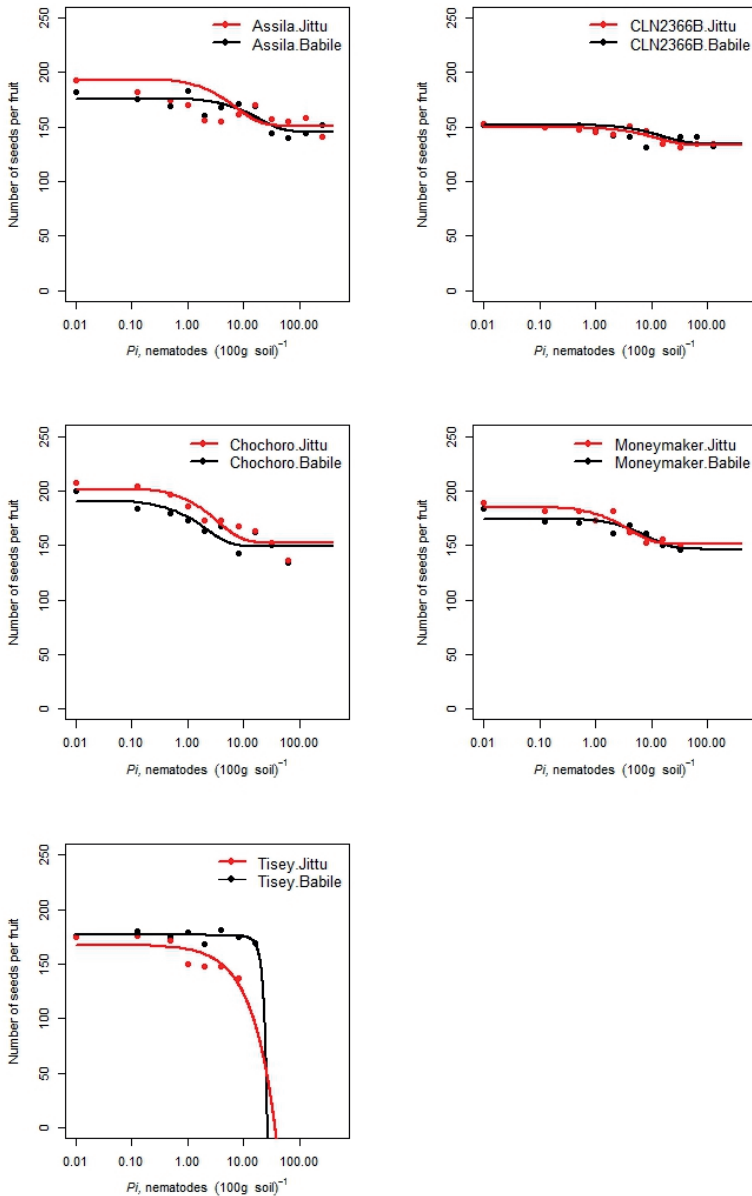 Assila.Jittu
Assila.Babile
Number of seeds per fruit
250
200
150
100
50
0
0.01 0.10 1.00 10.00 100.00
Pi, nematodes (100g soil)⁻¹
CLN2366B.Jittu
CLN2366B.Babile
Number of seeds per fruit
250
200
150
100
50
0
0.01 0.10 1.00 10.00 100.00
Pi, nematodes (100g soil)⁻¹
Chochoro.Jittu
Chochoro.Babile
Number of seeds per fruit
250
200
150
100
50
0
0.01 0.10 1.00 10.00 100.00
Pi, nematodes (100g soil)⁻¹
Moneymaker.Jittu
Moneymaker.Babile
Number of seeds per fruit
250
200
150
100
50
0
0.01 0.10 1.00 10.00 100.00
Pi, nematodes (100g soil)⁻¹
Tisey.Jittu
Tisey.Babile
Number of seeds per fruit
250
200
150
100
50
0
0.01 0.10 1.00 10.00 100.00
Pi, nematodes (100g soil)⁻¹